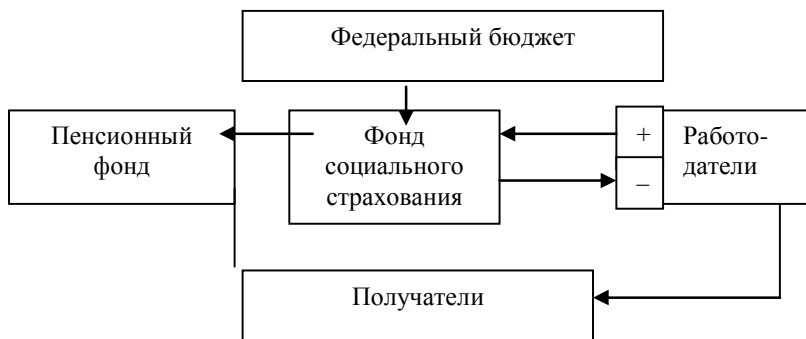 Федеральный бюджет
Пенсионный
фонд
Фонд
социального
страхования
+
–
Работо-
датели
Получатели